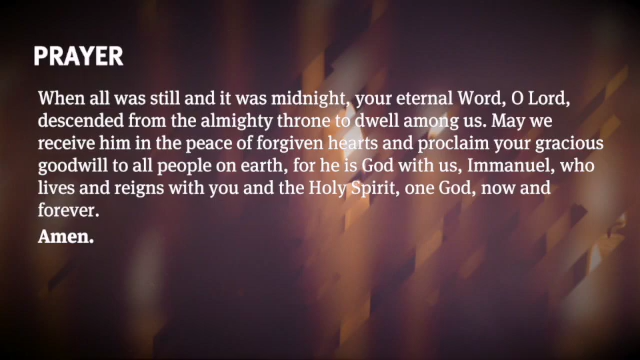 PRAYER
When all was still and it was midnight, your eternal Word, O Lord,
descended from the almighty throne to dwell among us. May we
receive him in the peace of forgiven hearts and proclaim your gracious
goodwill to all people on earth, for he is God with us, Immanuel, who
lives and reigns with you and the Holy Spirit, one God, now and
forever.
Amen.